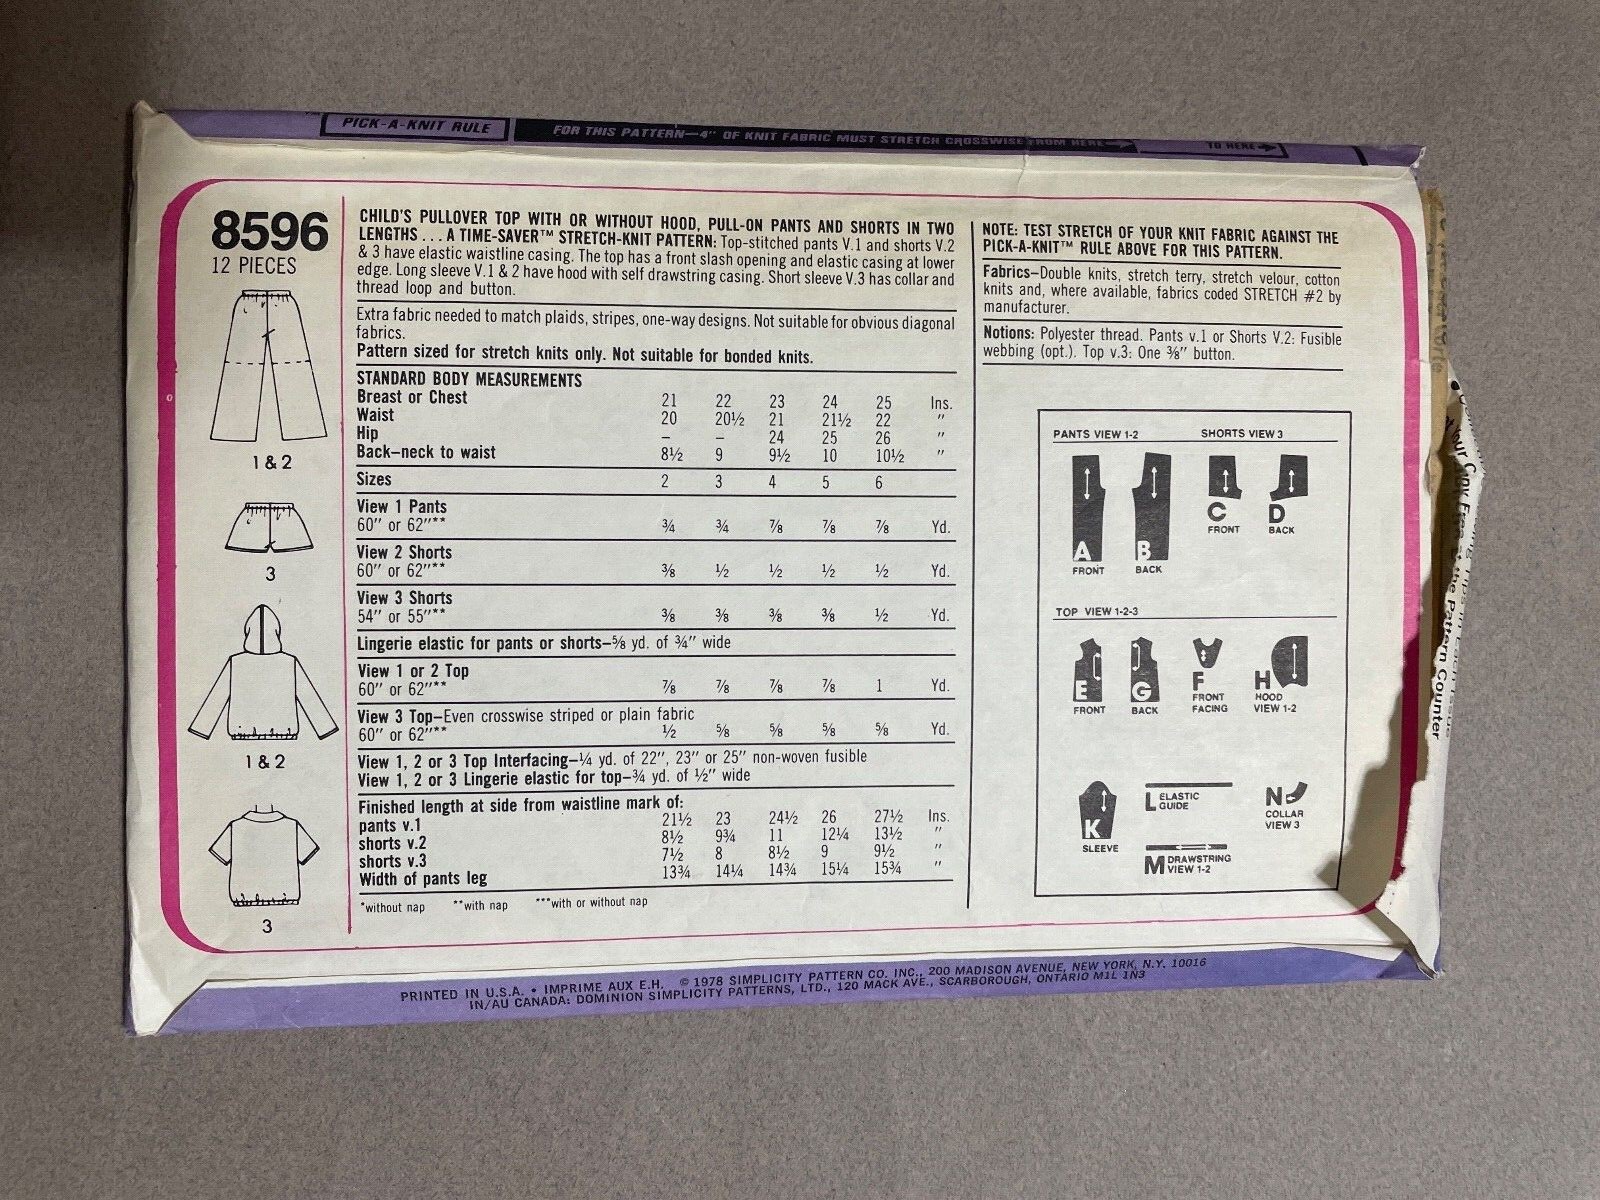 PICK-A-KNIT RULE
FOR THIS PATTERN—4" OF KNIT FABRIC MUST STRETCH CROSSWISE FROM HERE
TO HERE
8596
12 PIECES
1 & 2
3
1 & 2
3
CHILD'S PULLOVER TOP WITH OR WITHOUT HOOD, PULL-ON PANTS AND SHORTS IN TWO
LENGTHS . . . A TIME-SAVER™ STRETCH-KNIT PATTERN: Top-stitched pants V.1 and shorts V.2
& 3 have elastic waistline casing. The top has a front slash opening and elastic casing at lower
edge. Long sleeve V.1 & 2 have hood with self drawstring casing. Short sleeve V.3 has collar and
thread loop and button.
Extra fabric needed to match plaids, stripes, one-way designs. Not suitable for obvious diagonal
fabrics.
Pattern sized for stretch knits only. Not suitable for bonded knits.
STANDARD BODY MEASUREMENTS
Breast or Chest 21 22 23 24 25 Ins.
Waist 20 20½ 21 21½ 22 "
Hip – – 24 25 26 "
Back–neck to waist 8½ 9 9½ 10 10½ "
Sizes 2 3 4 5 6
View 1 Pants
60" or 62"** ¾ ¾ ⅞ ⅞ ⅞ Yd.
View 2 Shorts
60" or 62"** ⅜ ½ ½ ½ ½ Yd.
View 3 Shorts
54" or 55"** ⅜ ⅜ ⅜ ⅜ ½ Yd.
Lingerie elastic for pants or shorts–⅝ yd. of ¾" wide
View 1 or 2 Top
60" or 62"** ⅞ ⅞ ⅞ ⅞ 1 Yd.
View 3 Top–Even crosswise striped or plain fabric
60" or 62"** ½ ⅝ ⅝ ⅝ ⅝ Yd.
View 1, 2 or 3 Top Interfacing–¼ yd. of 22", 23" or 25" non-woven fusible
View 1, 2 or 3 Lingerie elastic for top–¾ yd. of ½" wide
Finished length at side from waistline mark of:
pants v.1 21½ 23 24½ 26 27½ Ins.
shorts v.2 8½ 9¾ 11 12¼ 13½ "
shorts v.3 7½ 8 8½ 9 9½ "
Width of pants leg 13¾ 14¼ 14¾ 15¼ 15¾ "
*without nap **with nap ***with or without nap
NOTE: TEST STRETCH OF YOUR KNIT FABRIC AGAINST THE
PICK-A-KNIT™ RULE ABOVE FOR THIS PATTERN.
Fabrics–Double knits, stretch terry, stretch velour, cotton
knits and, where available, fabrics coded STRETCH #2 by
manufacturer.
Notions: Polyester thread. Pants v.1 or Shorts V.2: Fusible
webbing (opt.). Top v.3: One ⅜" button.
PANTS VIEW 1-2 SHORTS VIEW 3
A FRONT
B BACK
C FRONT
D BACK
TOP VIEW 1-2-3
E FRONT
G BACK
F FRONT
FACING
H HOOD
VIEW 1-2
K SLEEVE
L ELASTIC
GUIDE
M DRAWSTRING
VIEW 1-2
N COLLAR
VIEW 3
the Pattern Counter
PRINTED IN U.S.A. • IMPRIME AUX E.H. © 1978 SIMPLICITY PATTERN CO. INC., 200 MADISON AVENUE, NEW YORK, N.Y. 10016
IN/AU CANADA: DOMINION SIMPLICITY PATTERNS, LTD., 120 MACK AVE., SCARBOROUGH, ONTARIO M1L 1N3